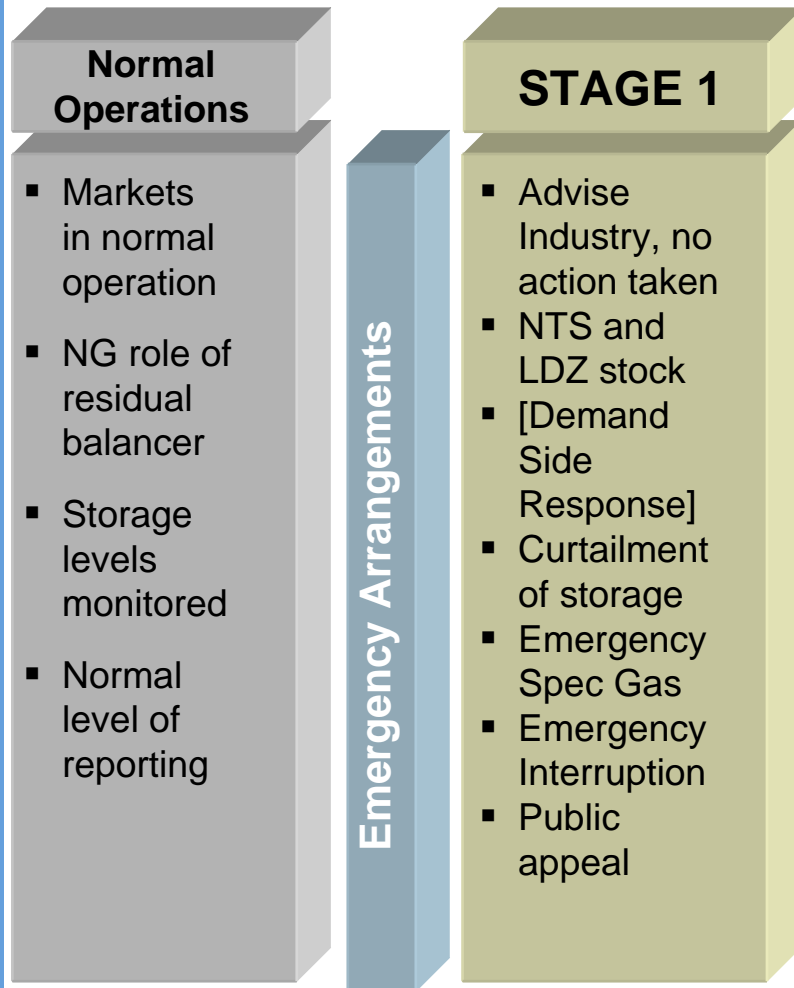 Normal
Operations
▪ Markets
in normal
operation
▪ NG role of
residual
balancer
▪ Storage
levels
monitored
▪ Normal
level of
reporting
Emergency Arrangements
STAGE 1
▪ Advise
Industry, no
action taken
▪ NTS and
LDZ stock
▪ [Demand
Side
Response]
▪ Curtailment
of storage
▪ Emergency
Spec Gas
▪ Emergency
Interruption
▪ Public
appeal